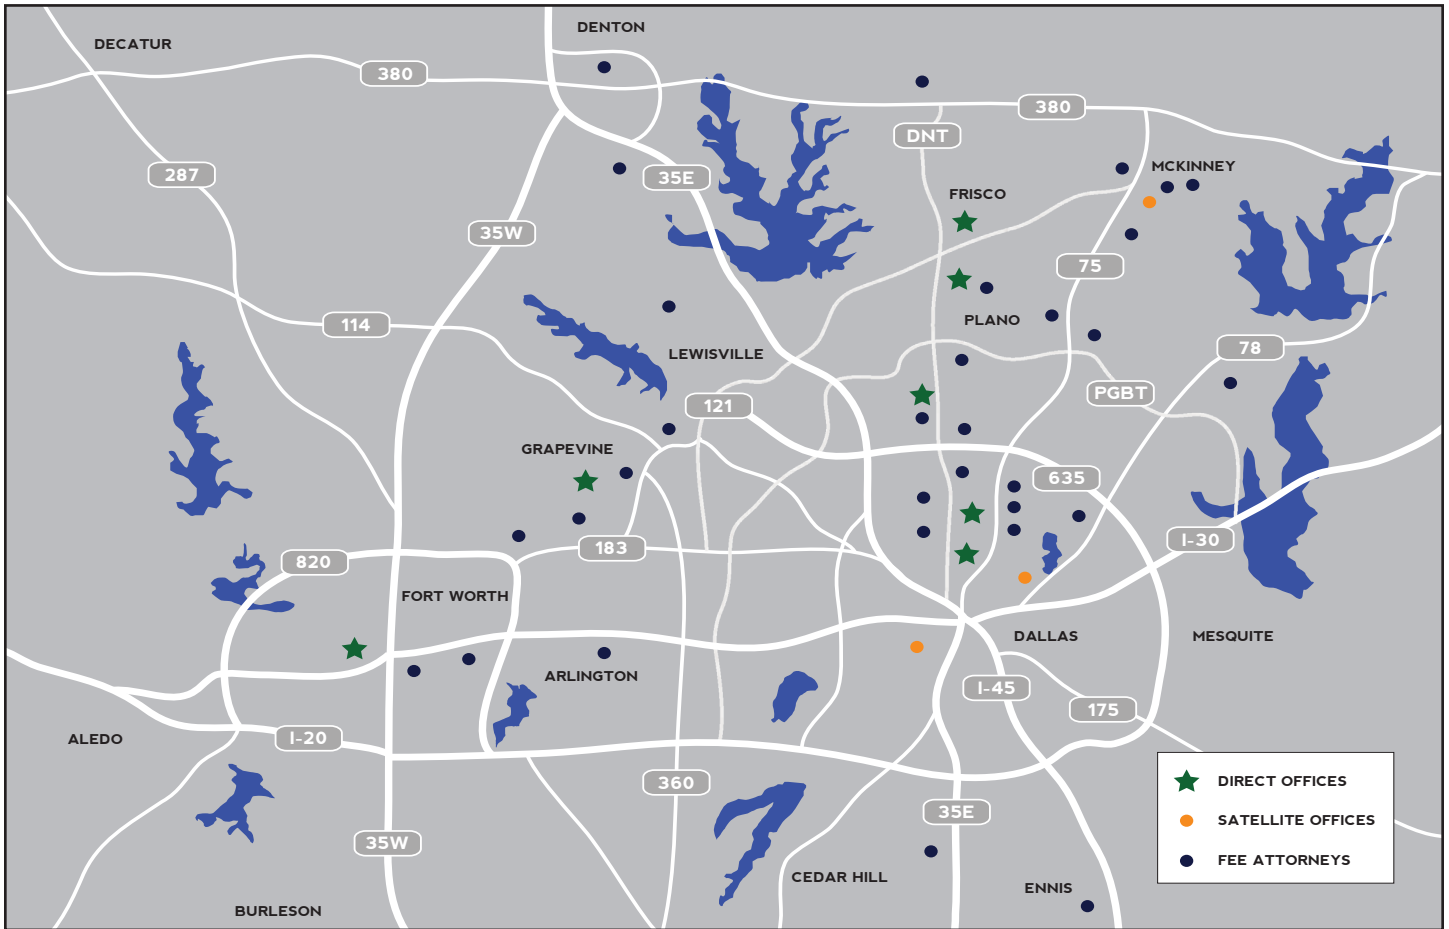 DENTON
DECATUR
380
380
DNT
MCKINNEY
287
35E
FRISCO
35W
75
PLANO
114
78
LEWISVILLE
PGBT
121
GRAPEVINE
635
I-30
183
820
FORT WORTH
DALLAS
MESQUITE
ARLINGTON
I-45
175
ALEDO
I-20
360
DIRECT OFFICES
35E
SATELLITE OFFICES
35W
FEE ATTORNEYS
CEDAR HILL
ENNIS
BURLESON